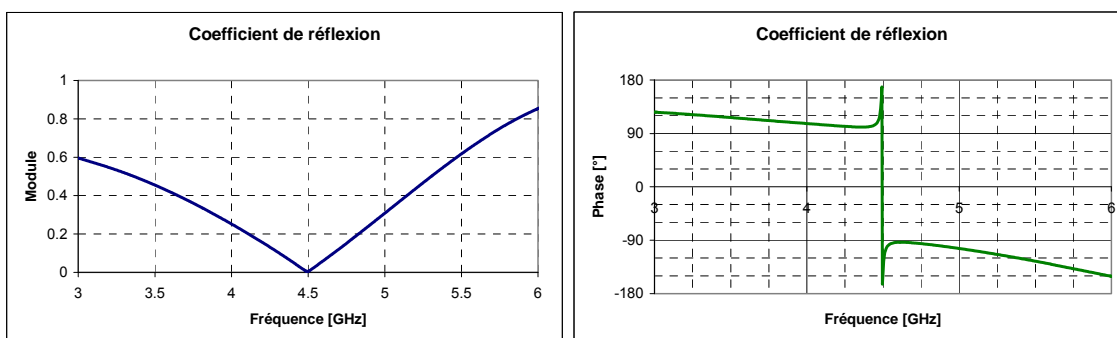 Coefficient de réflexion
1
0.8
0.6
0.4
0.2
0
Module
3 3.5 4 4.5 5 5.5 6
Fréquence [GHz]
Coefficient de réflexion
180
90
0
-90
-180
Phase [°]
3 4 5 6
Fréquence [GHz]